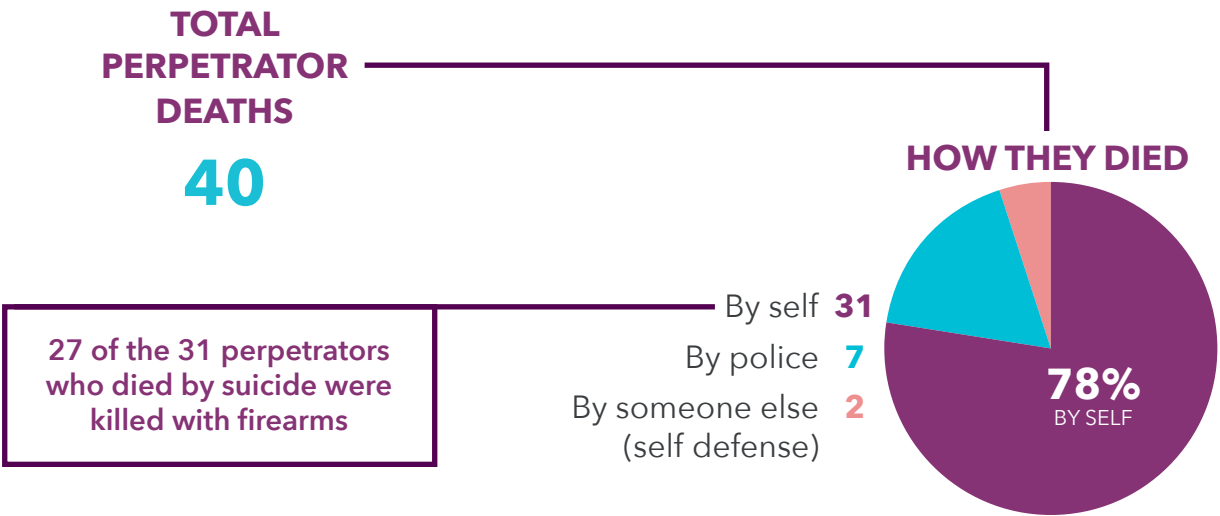 TOTAL
PERPETRATOR
DEATHS
40
HOW THEY DIED
By self 31
By police 7
By someone else 2
(self defense)
78%
BY SELF
27 of the 31 perpetrators
who died by suicide were
killed with firearms